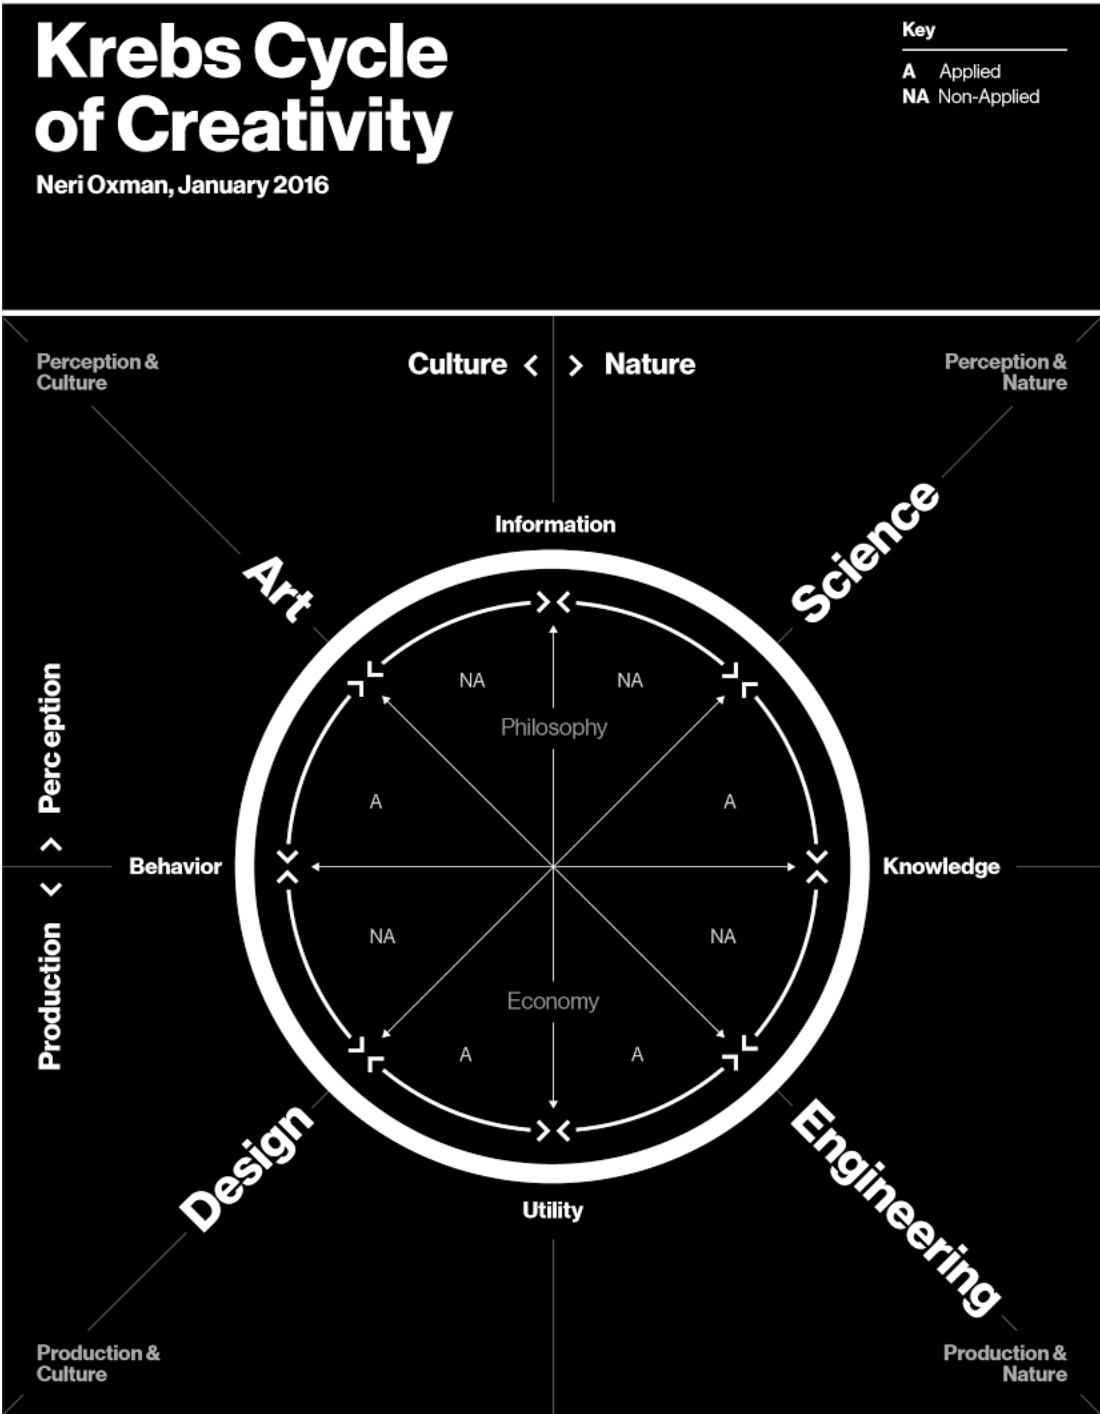 Krebs Cycle
of Creativity
Neri Oxman, January 2016
Key
A Applied
NA Non-Applied
Perception &
Culture
Culture < > Nature
Perception &
Nature
Information
Art
Science
NA
NA
Philosophy
Perception
A
A
Behavior
Knowledge
Production
NA
NA
Economy
A
A
Design
Engineering
Utility
Production &
Culture
Production &
Nature